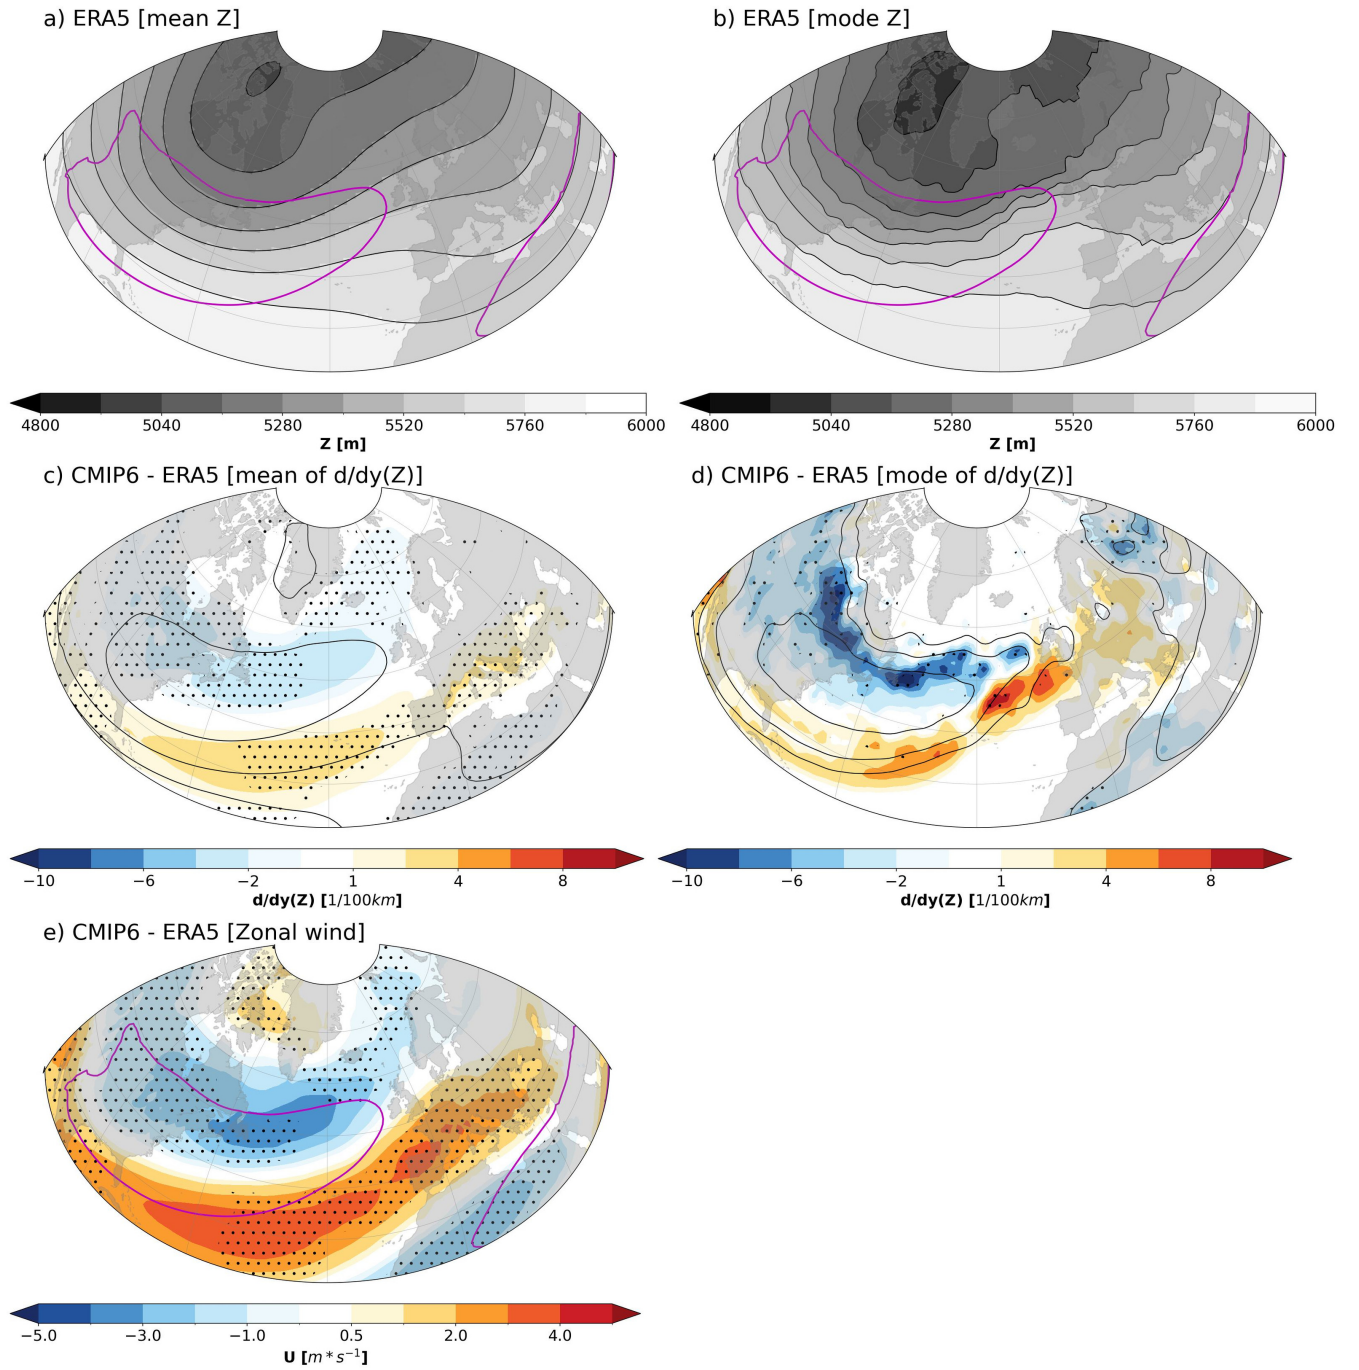 a) ERA5 [mean Z]
b) ERA5 [mode Z]
4800 5040 5280 5520 5760 6000
Z [m]
4800 5040 5280 5520 5760 6000
Z [m]
c) CMIP6 - ERA5 [mean of d/dy(Z)]
d) CMIP6 - ERA5 [mode of d/dy(Z)]
−10 −6 −2 1 4 8
d/dy(Z) [1/100km]
−10 −6 −2 1 4 8
d/dy(Z) [1/100km]
e) CMIP6 - ERA5 [Zonal wind]
−5.0 −3.0 −1.0 0.5 2.0 4.0
U [m * s⁻¹]